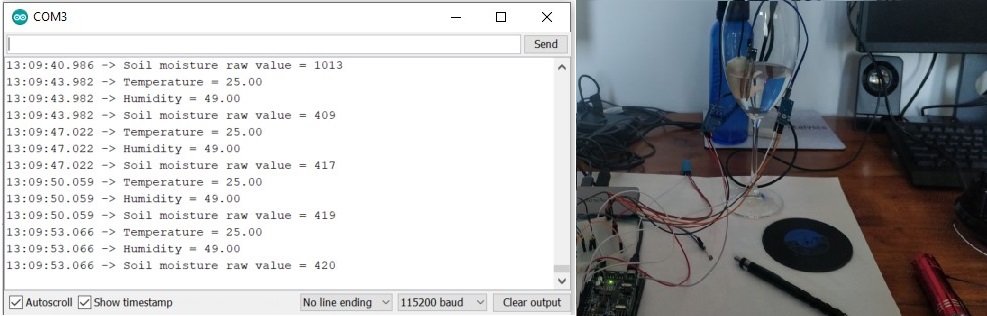 COM3
Send
13:09:40.986 -> Soil moisture raw value = 1013
13:09:43.982 -> Temperature = 25.00
13:09:43.982 -> Humidity = 49.00
13:09:43.982 -> Soil moisture raw value = 409
13:09:47.022 -> Temperature = 25.00
13:09:47.022 -> Humidity = 49.00
13:09:47.022 -> Soil moisture raw value = 417
13:09:50.059 -> Temperature = 25.00
13:09:50.059 -> Humidity = 49.00
13:09:50.059 -> Soil moisture raw value = 419
13:09:53.066 -> Temperature = 25.00
13:09:53.066 -> Humidity = 49.00
13:09:53.066 -> Soil moisture raw value = 420
Autoscroll Show timestamp No line ending 115200 baud Clear output